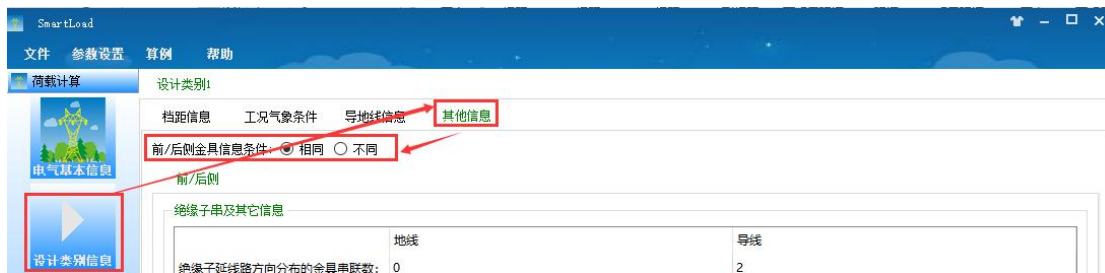 SmartLoad
文件 参数设置 算例 帮助
荷载计算
设计类别1
档距信息 工况气象条件 导地线信息 其他信息
前/后侧金具信息条件: 相同 不同
电气基本信息
前/后侧
绝缘子串及其它信息
地线 导线
设计类别信息
绝缘子延线路方向分布的金具串联数: 0 2